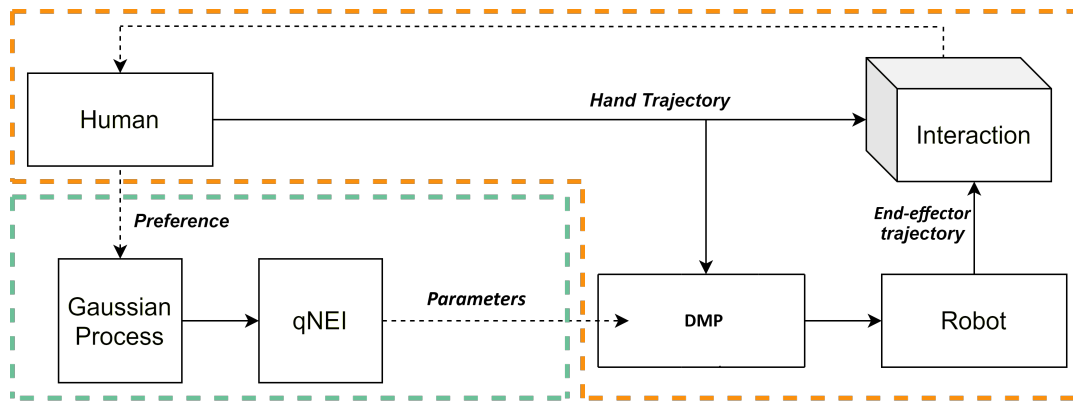 Hand Trajectory
Human
Interaction
Preference
End-effector
trajectory
Gaussian
Process
qNEI
Parameters
DMP
Robot